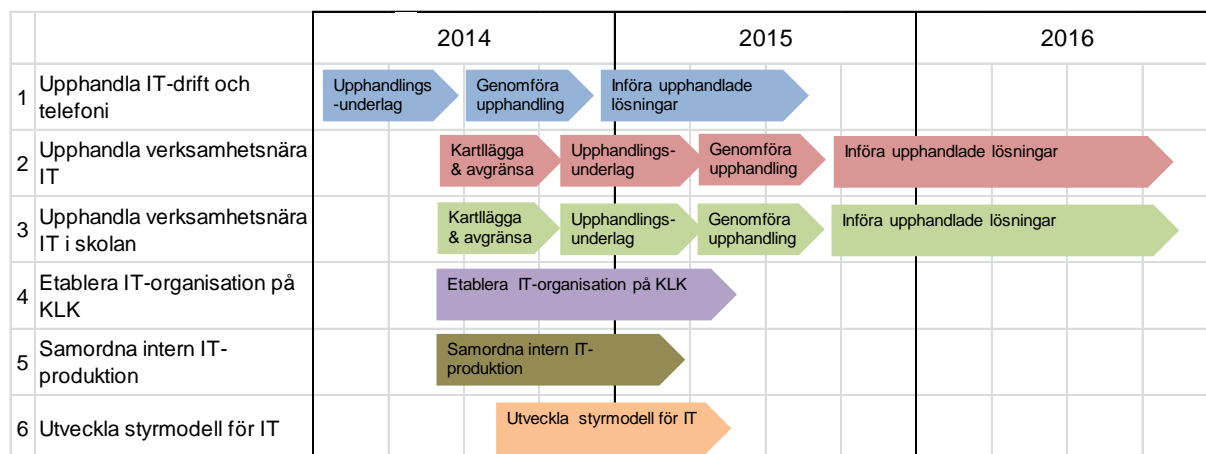 2014
2015
2016
1
Upphandla IT-drift och
telefoni
Upphandlings
-underlag
Genomföra
upphandling
Införa upphandlade
lösningar
2
Upphandla verksamhetsnära
IT
Kartllägga
& avgränsa
Upphandlings-
underlag
Genomföra
upphandling
Införa upphandlade lösningar
3
Upphandla verksamhetsnära
IT i skolan
Kartllägga
& avgränsa
Upphandlings-
underlag
Genomföra
upphandling
Införa upphandlade lösningar
4
Etablera IT-organisation på
KLK
Etablera IT-organisation på KLK
5
Samordna intern IT-
produktion
Samordna intern IT-
produktion
6
Utveckla styrmodell för IT
Utveckla styrmodell för IT